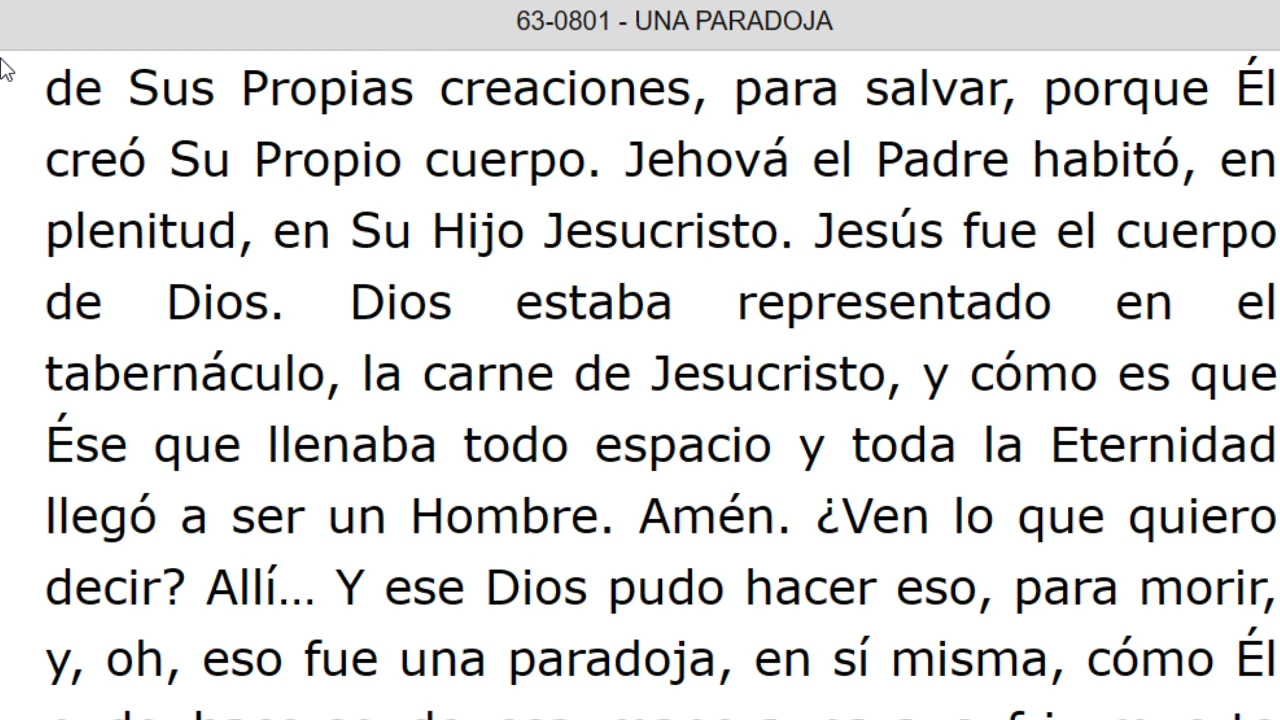 63-0801 - UNA PARADOJA
de Sus Propias creaciones, para salvar, porque Él
creó Su Propio cuerpo. Jehová el Padre habitó, en
plenitud, en Su Hijo Jesucristo. Jesús fue el cuerpo
de Dios. Dios estaba representado en el
tabernáculo, la carne de Jesucristo, y cómo es que
Ése que llenaba todo espacio y toda la Eternidad
llegó a ser un Hombre. Amén. ¿Ven lo que quiero
decir? Allí... Y ese Dios pudo hacer eso, para morir,
y, oh, eso fue una paradoja, en sí misma, cómo Él